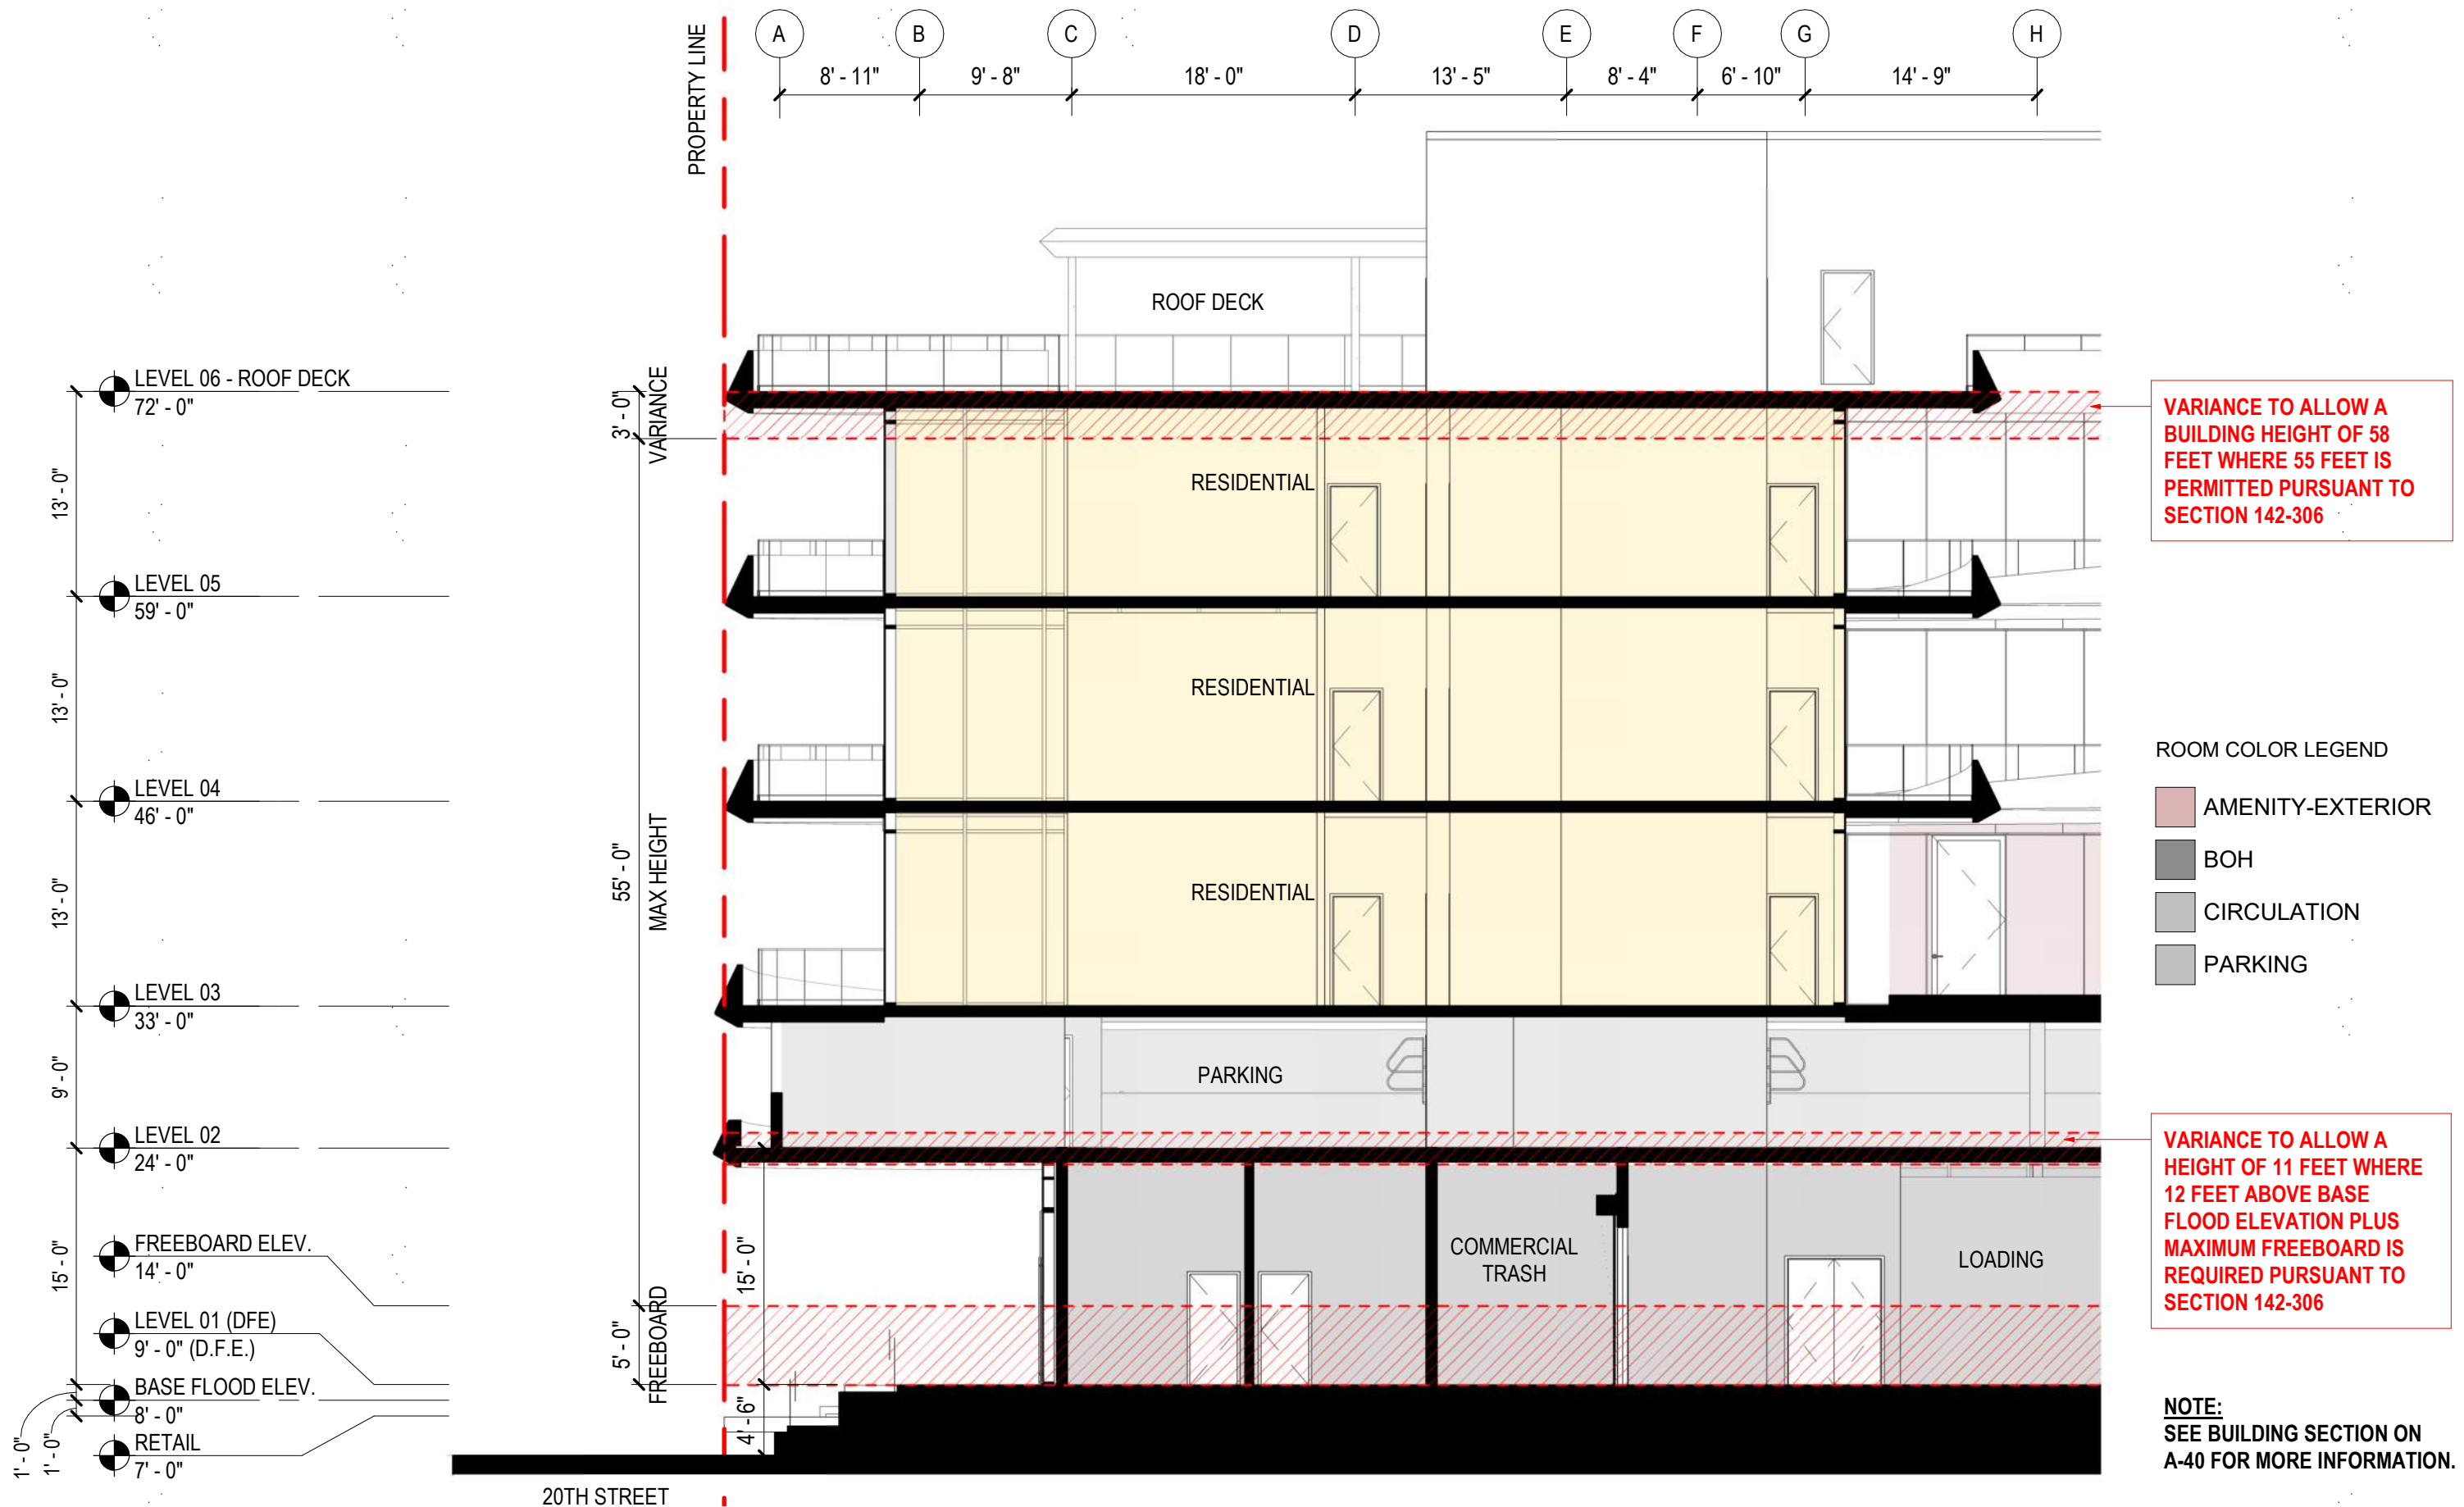 PROPERTY LINE
A
B
C
D
E
F
G
H
8' - 11"
9' - 8"
18' - 0"
13' - 5"
8' - 4"
6' - 10"
14' - 9"
ROOF DECK
LEVEL 06 - ROOF DECK
72' - 0"
3' - 0"
VARIANCE
VARIANCE TO ALLOW A
BUILDING HEIGHT OF 58
FEET WHERE 55 FEET IS
PERMITTED PURSUANT TO
SECTION 142-306
13' - 0"
RESIDENTIAL
LEVEL 05
59' - 0"
13' - 0"
RESIDENTIAL
LEVEL 04
46' - 0"
55' - 0"
MAX HEIGHT
13' - 0"
RESIDENTIAL
ROOM COLOR LEGEND
AMENITY-EXTERIOR
BOH
CIRCULATION
PARKING
LEVEL 03
33' - 0"
9' - 0"
PARKING
LEVEL 02
24' - 0"
VARIANCE TO ALLOW A
HEIGHT OF 11 FEET WHERE
12 FEET ABOVE BASE
FLOOD ELEVATION PLUS
MAXIMUM FREEBOARD IS
REQUIRED PURSUANT TO
SECTION 142-306
15' - 0"
15' - 0"
COMMERCIAL
TRASH
LOADING
FREEBOARD ELEV.
14' - 0"
LEVEL 01 (DFE)
9' - 0" (D.F.E.)
5' - 0"
FREEBOARD
BASE FLOOD ELEV.
8' - 0"
4' - 6"
RETAIL
7' - 0"
1' - 0"
1' - 0"
NOTE:
SEE BUILDING SECTION ON
A-40 FOR MORE INFORMATION.
20TH STREET